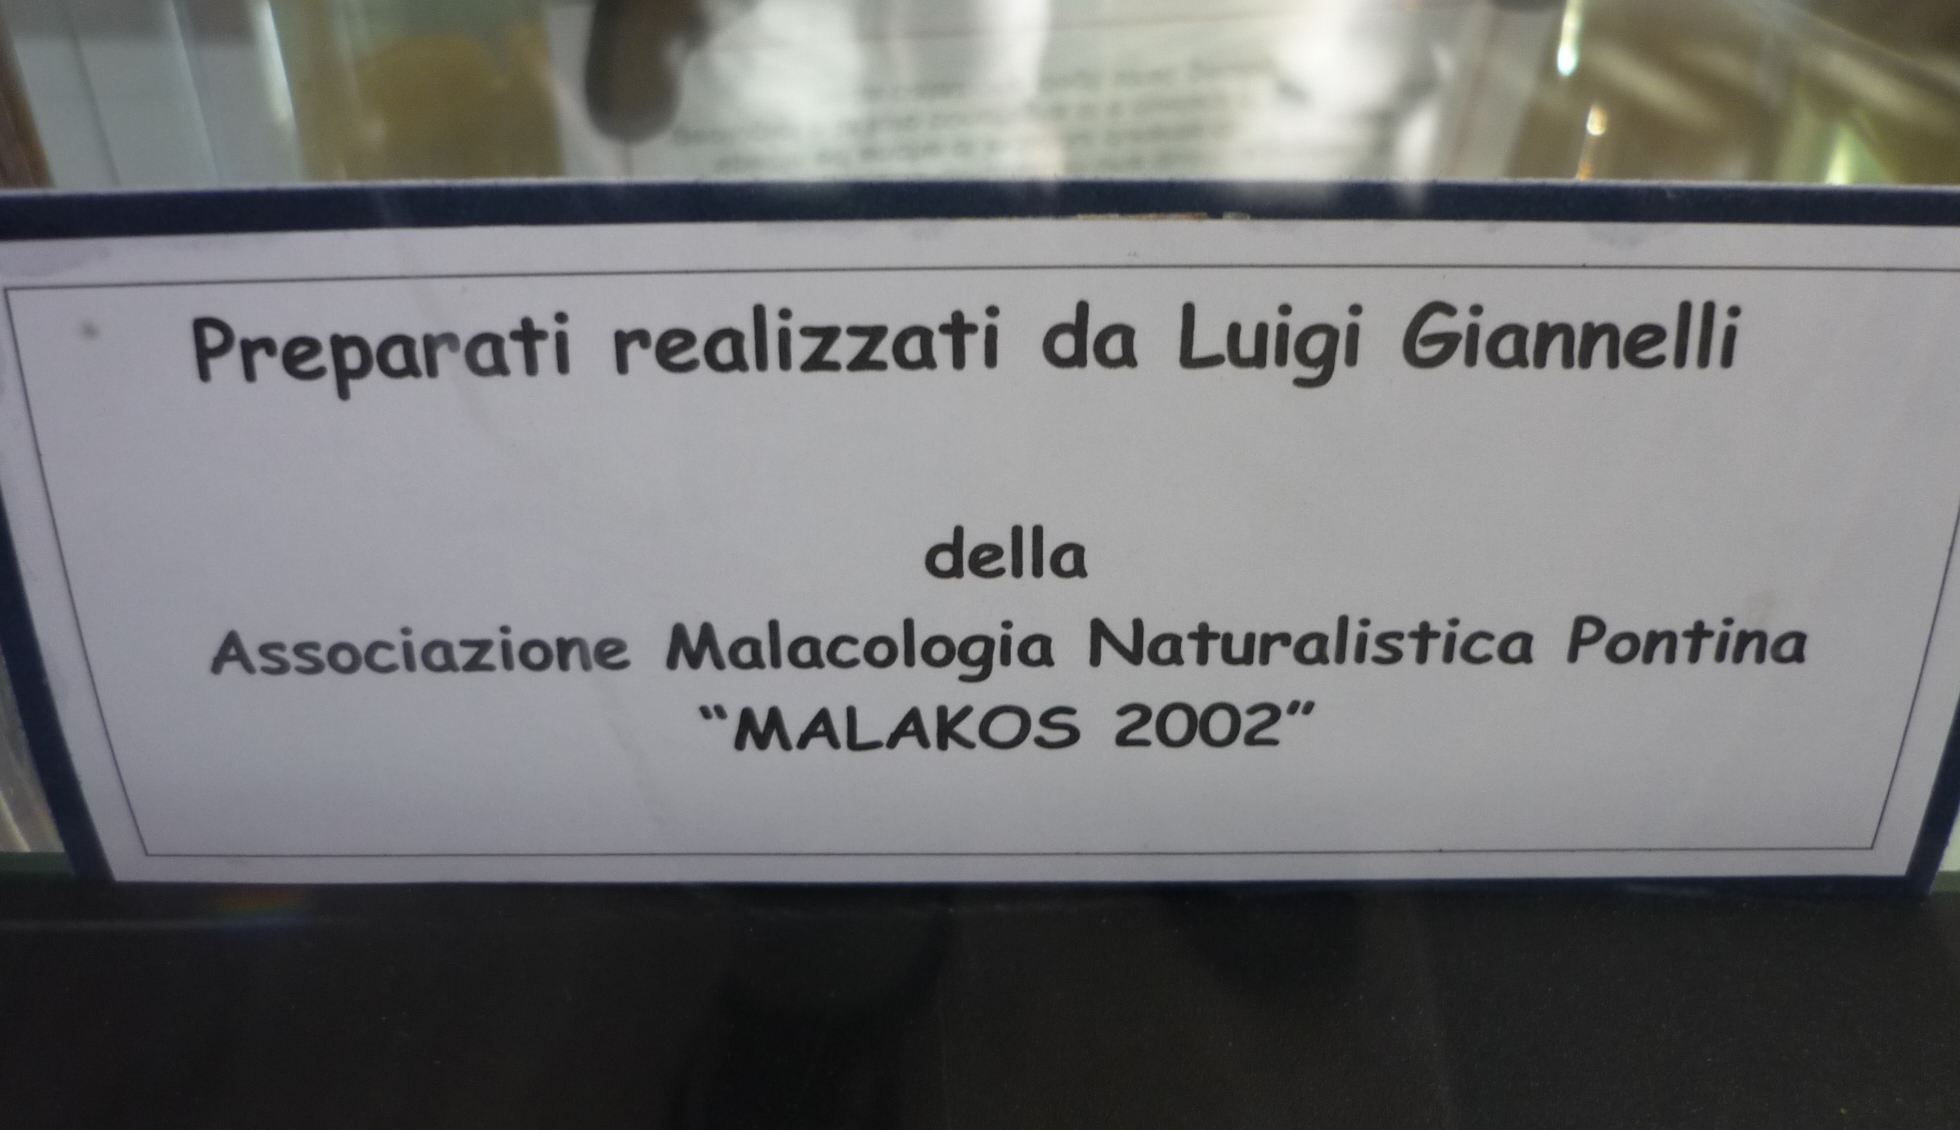 Preparati realizzati da Luigi Giannelli
della
Associazione Malacologia Naturalistica Pontina
“MALAKOS 2002”